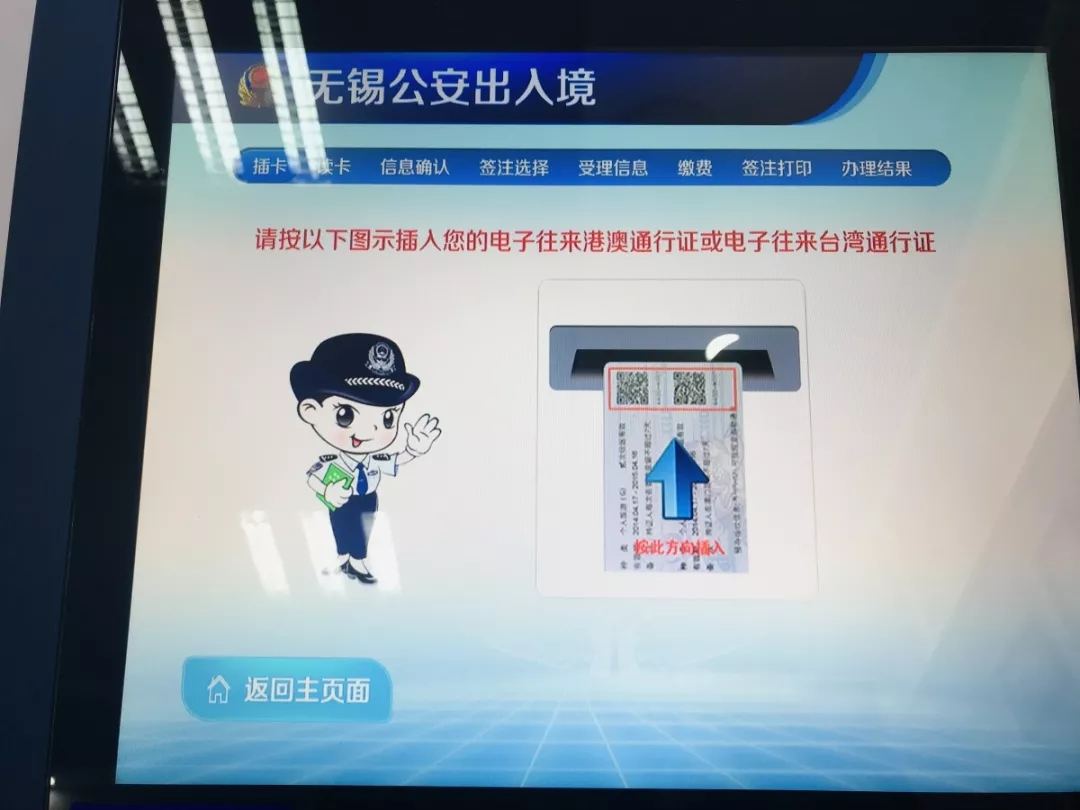 无锡公安出入境
插卡 读卡 信息确认 签注选择 受理信息 缴费 签注打印 办理结果
请按以下图示插入您的电子往来港澳通行证或电子往来台湾通行证
按此方向插入
返回主页面